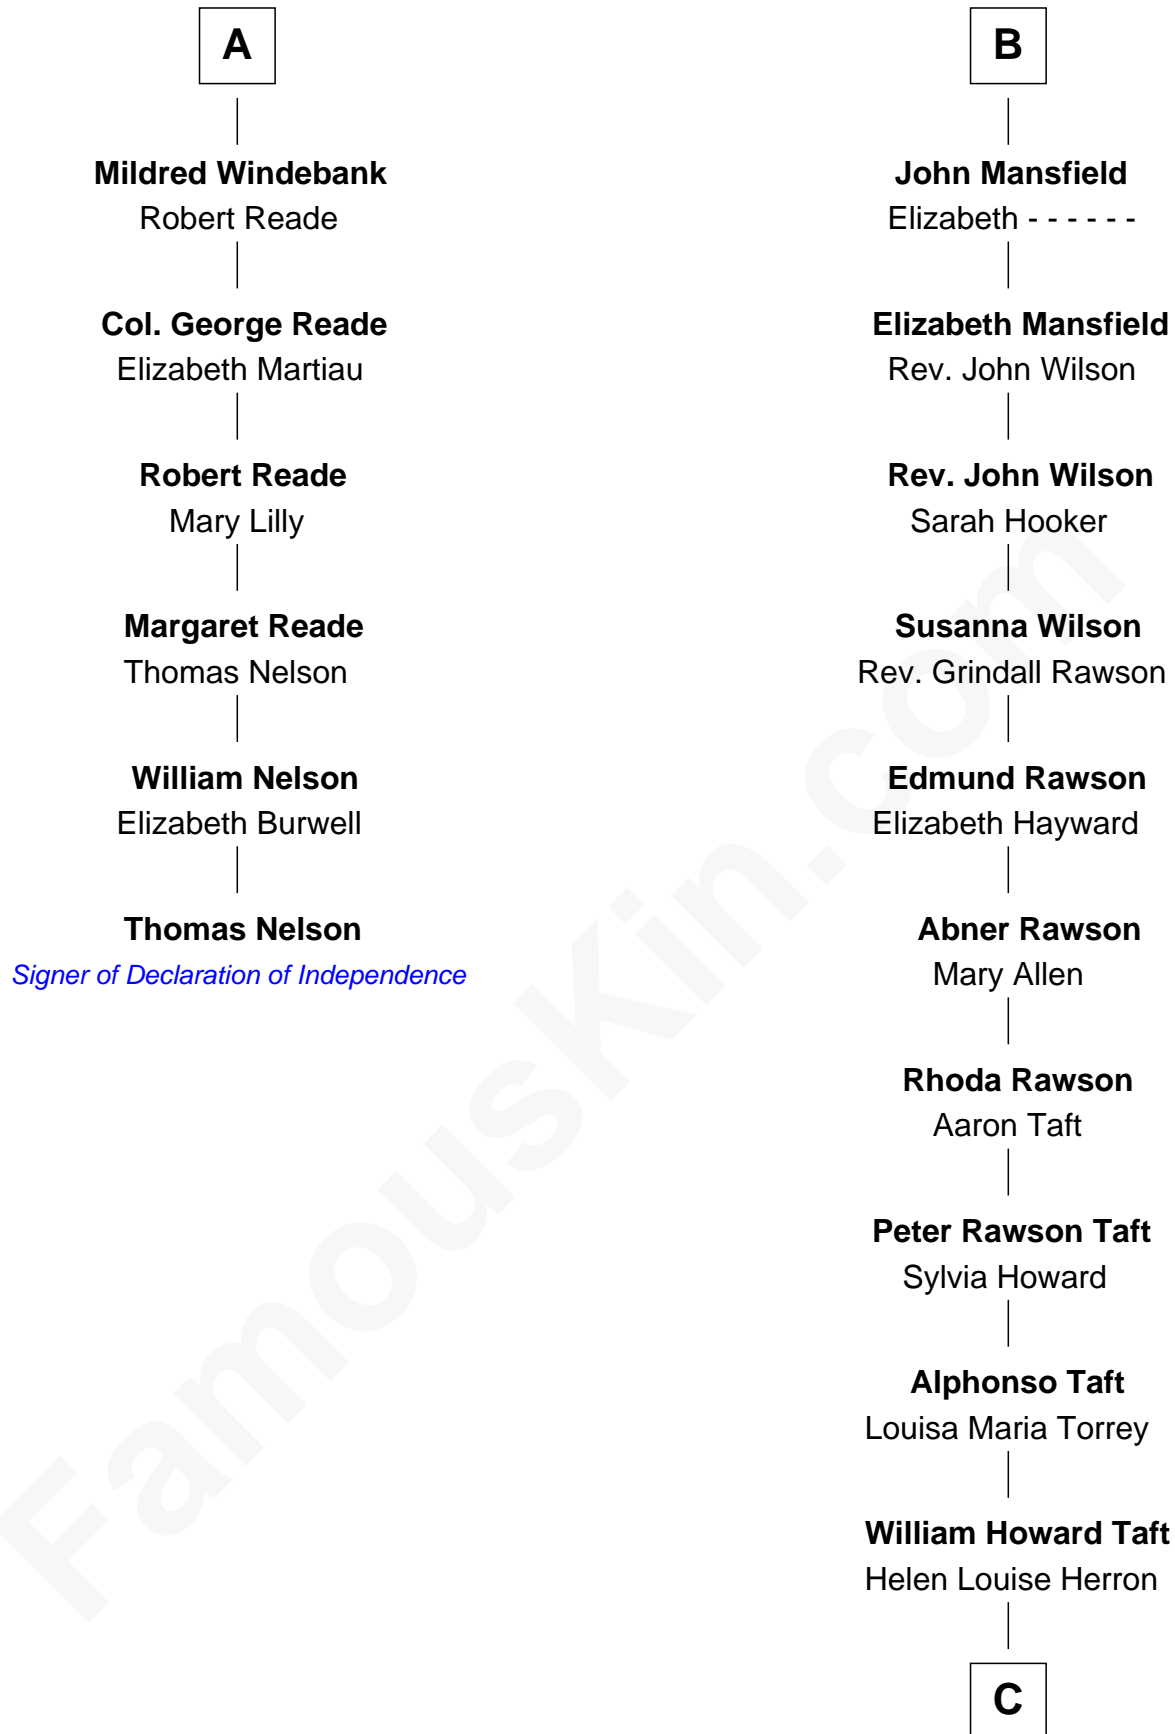 A
Mildred Windebank
Robert Reade
Col. George Reade
Elizabeth Martiau
Robert Reade
Mary Lilly
Margaret Reade
Thomas Nelson
William Nelson
Elizabeth Burwell
Thomas Nelson
Signer of Declaration of Independence
B
John Mansfield
Elizabeth - - - - - -
Elizabeth Mansfield
Rev. John Wilson
Rev. John Wilson
Sarah Hooker
Susanna Wilson
Rev. Grindall Rawson
Edmund Rawson
Elizabeth Hayward
Abner Rawson
Mary Allen
Rhoda Rawson
Aaron Taft
Peter Rawson Taft
Sylvia Howard
Alphonso Taft
Louisa Maria Torrey
William Howard Taft
Helen Louise Herron
C
FamousKin.com